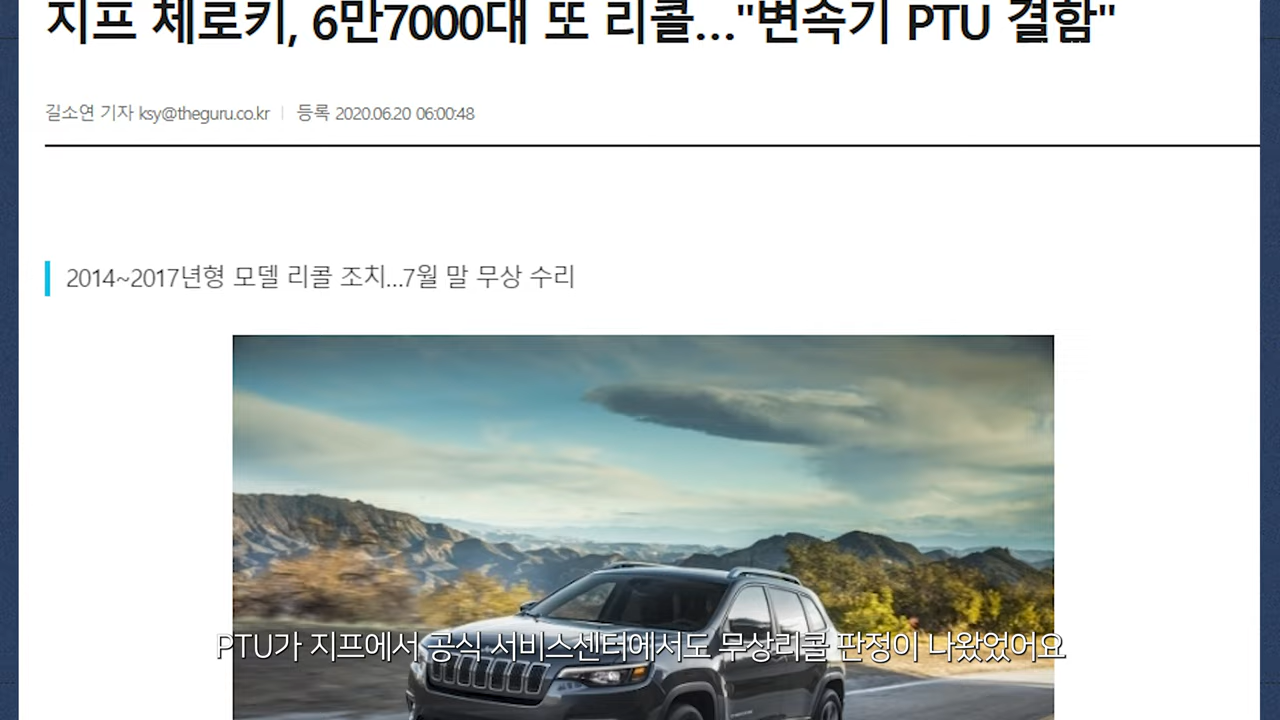 지프 체로키, 6만7000대 또 리콜…"변속기 PTU 결함"
길소연 기자 ksy@theguru.co.kr | 등록 2020.06.20 06:00:48
2014~2017년형 모델 리콜 조치…7월 말 무상 수리
PTU가 지프에서 공식 서비스센터에서도 무상리콜 판정이 나왔었어요